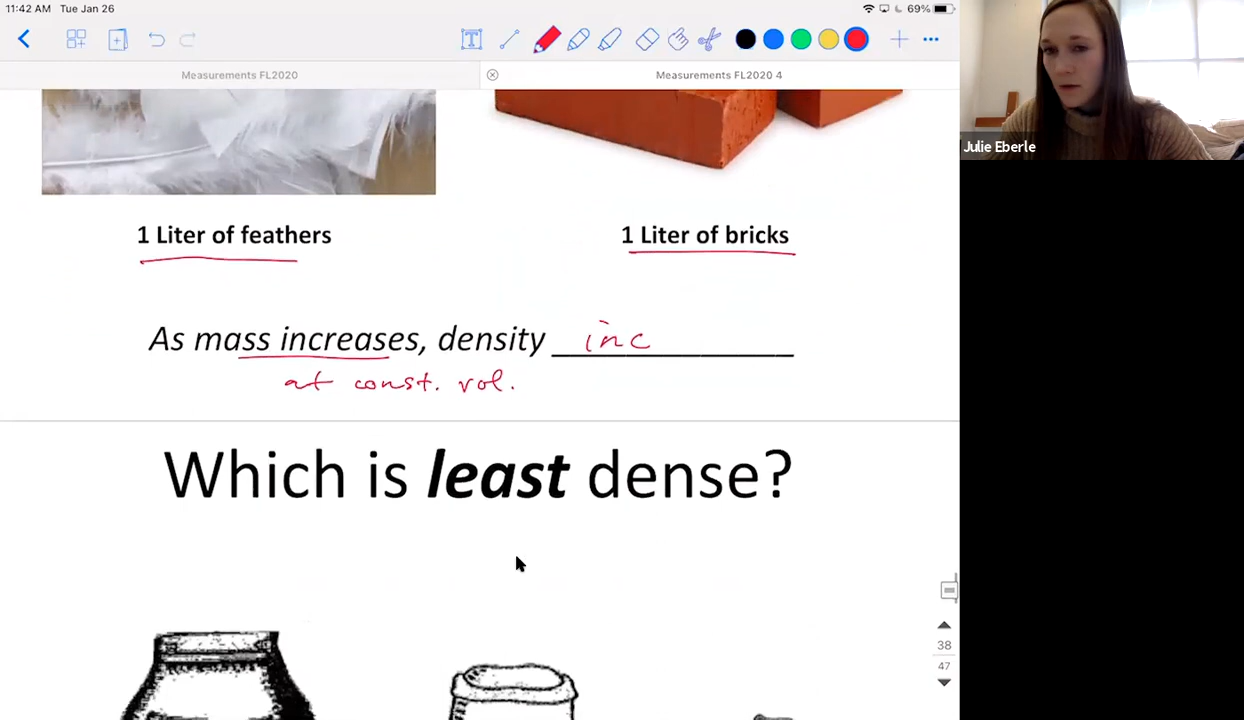 11:42 AM Tue Jan 26
69%
Measurements FL2020
Measurements FL2020 4
Julie Eberle
1 Liter of feathers
1 Liter of bricks
As mass increases, density ____________ inc
at const. vol.
Which is least dense?
38
47